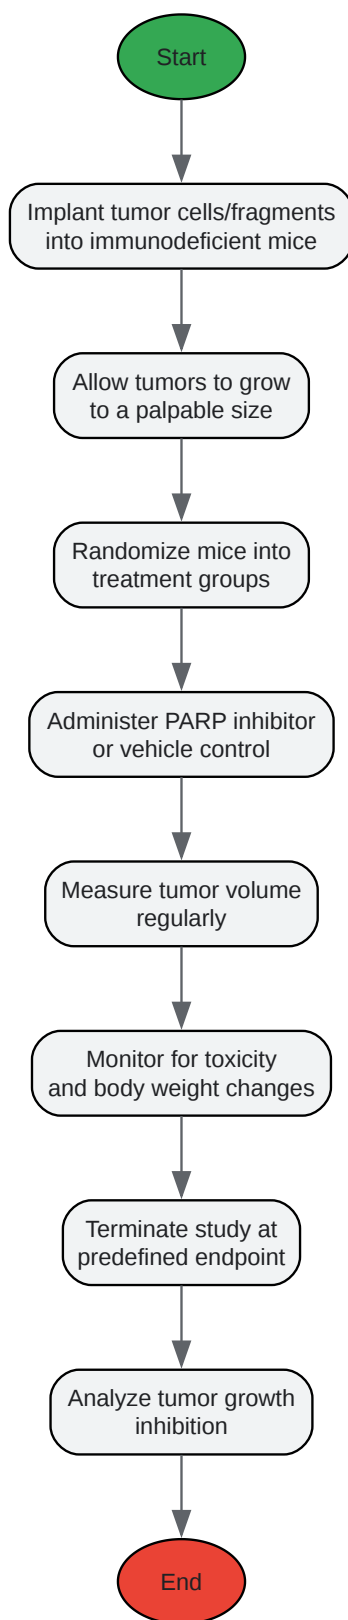 Start
Implant tumor cells/fragments
into immunodeficient mice
Allow tumors to grow
to a palpable size
Randomize mice into
treatment groups
Administer PARP inhibitor
or vehicle control
Measure tumor volume
regularly
Monitor for toxicity
and body weight changes
Terminate study at
predefined endpoint
Analyze tumor growth
inhibition
End